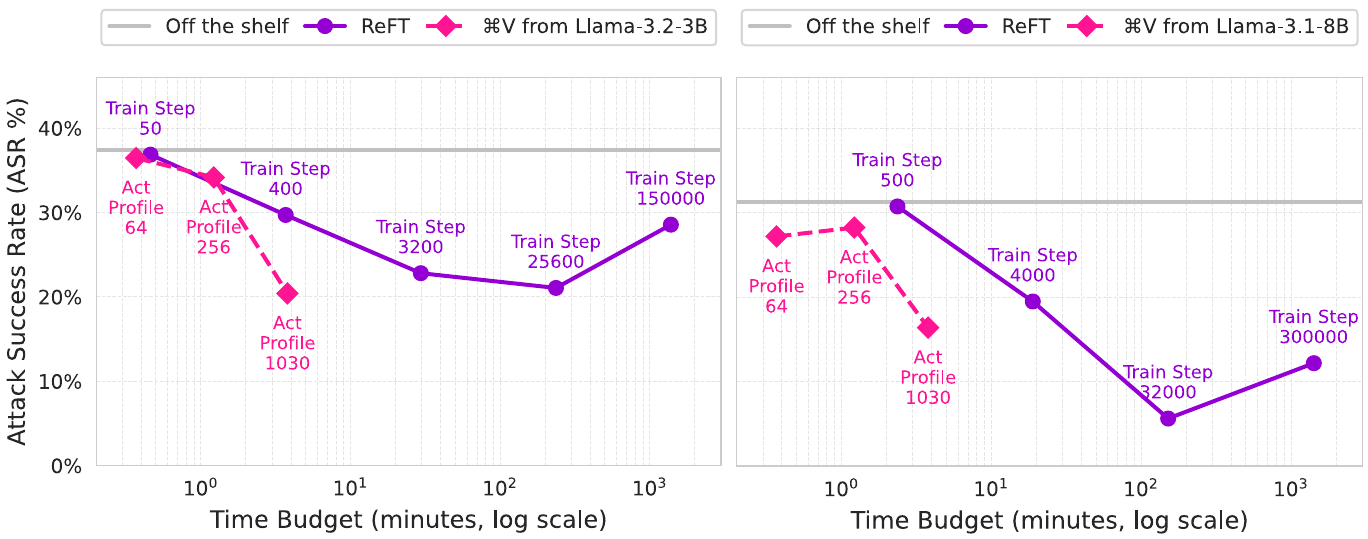 Off the shelf ReFT ⌘V from Llama-3.2-3B
Off the shelf ReFT ⌘V from Llama-3.1-8B
Attack Success Rate (ASR %)
40%
30%
20%
10%
0%
Train Step
50
Train Step
400
Train Step
3200
Train Step
25600
Train Step
150000
Act
Profile
64
Act
Profile
256
Act
Profile
1030
10⁰ 10¹ 10² 10³
Time Budget (minutes, log scale)
Train Step
500
Train Step
4000
Train Step
32000
Train Step
300000
Act
Profile
64
Act
Profile
256
Act
Profile
1030
10⁰ 10¹ 10² 10³
Time Budget (minutes, log scale)